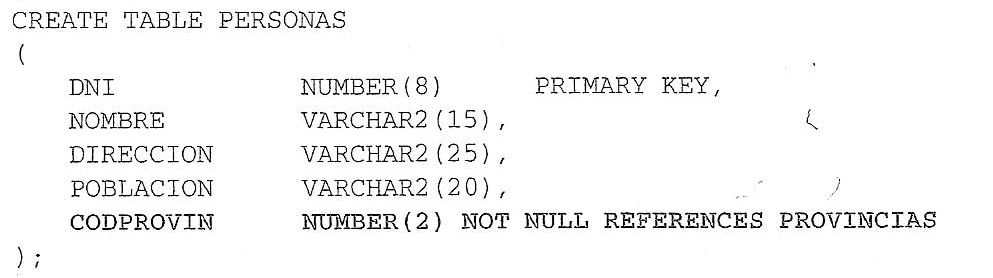 CREATE TABLE PERSONAS
(
DNI NUMBER(8) PRIMARY KEY,
NOMBRE VARCHAR2(15),
DIRECCION VARCHAR2(25),
POBLACION VARCHAR2(20),
CODPROVIN NUMBER(2) NOT NULL REFERENCES PROVINCIAS
);